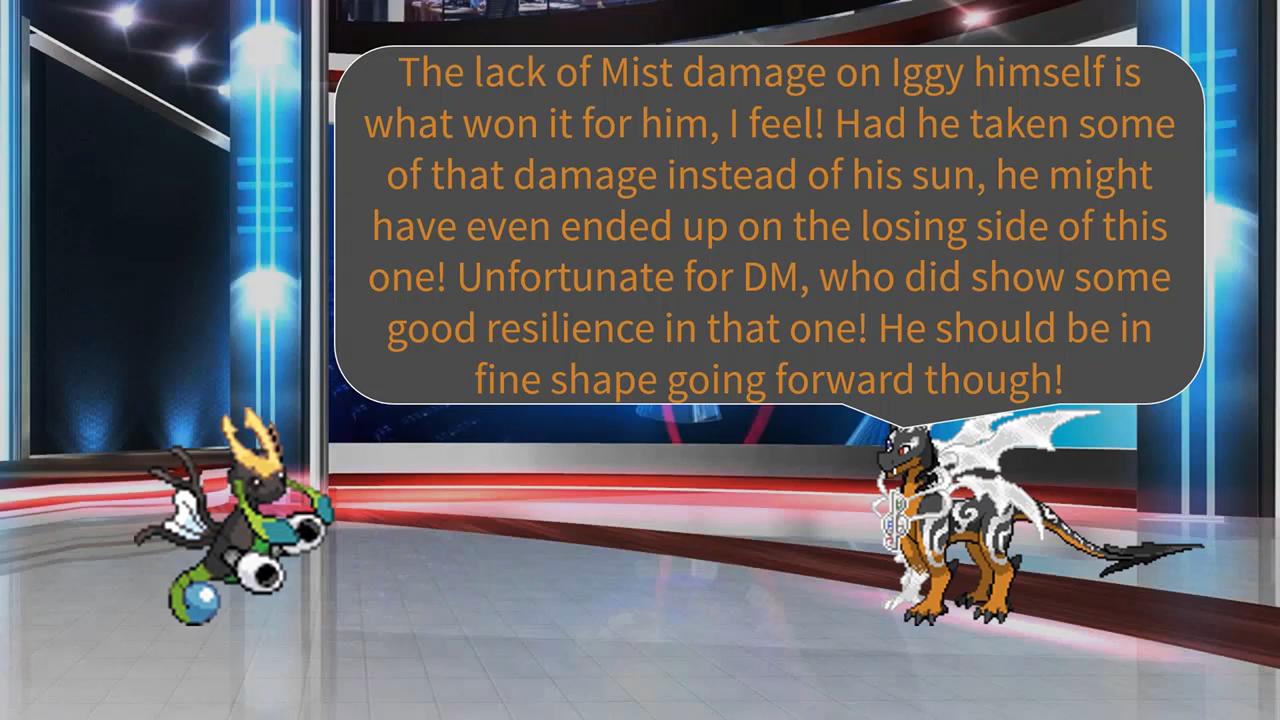 The lack of Mist damage on Iggy himself is
what won it for him, I feel! Had he taken some
of that damage instead of his sun, he might
have even ended up on the losing side of this
one! Unfortunate for DM, who did show some
good resilience in that one! He should be in
fine shape going forward though!